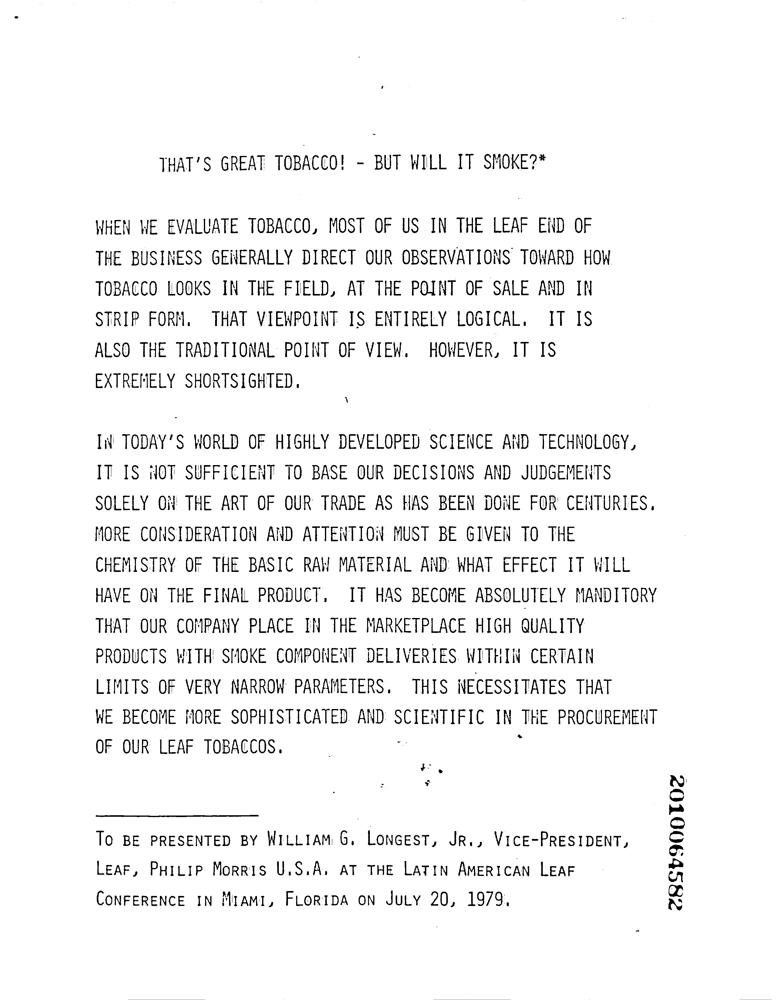 THAT'S GREAT TOBACCO! - BUT WILL IT SMOKE?*
WHEN WE EVALUATE TOBACCO, MOST OF US IN THE LEAF END OF
THE BUSINESS GENERALLY DIRECT OUR OBSERVATIONS TOWARD HOW
TOBACCO LOOKS IN THE FIELD, AT THE POINT OF SALE AND IN
STRIP FORM. THAT VIEWPOINT IS ENTIRELY LOGICAL. IT IS
ALSO THE TRADITIONAL POINT OF VIEW. HOWEVER, IT IS
EXTREMELY SHORTSIGHTED.
IN TODAY'S WORLD OF HIGHLY DEVELOPED SCIENCE AND TECHNOLOGY,
IT IS NOT SUFFICIENT TO BASE OUR DECISIONS AND JUDGEMENTS
SOLELY ON THE ART OF OUR TRADE AS HAS BEEN DONE FOR CENTURIES.
MORE CONSIDERATION AND ATTENTION MUST BE GIVEN TO THE
CHEMISTRY OF THE BASIC RAW MATERIAL AND WHAT EFFECT IT WILL
HAVE ON THE FINAL PRODUCT. IT HAS BECOME ABSOLUTELY MANDITORY
THAT OUR COMPANY PLACE IN THE MARKETPLACE HIGH QUALITY
PRODUCTS WITH SMOKE COMPONENT DELIVERIES WITHIN CERTAIN
LIMITS OF VERY NARROW PARAMETERS. THIS NECESSITATES THAT
WE BECOME MORE SOPHISTICATED AND SCIENTIFIC IN THE PROCUREMENT
OF OUR LEAF TOBACCOS.
TO BE PRESENTED BY WILLIAM G. LONGEST, JR., VICE-PRESIDENT,
LEAF, PHILIP MORRIS U.S.A. AT THE LATIN AMERICAN LEAF
CONFERENCE IN MIAMI, FLORIDA ON JULY 20, 1979.
2010064582